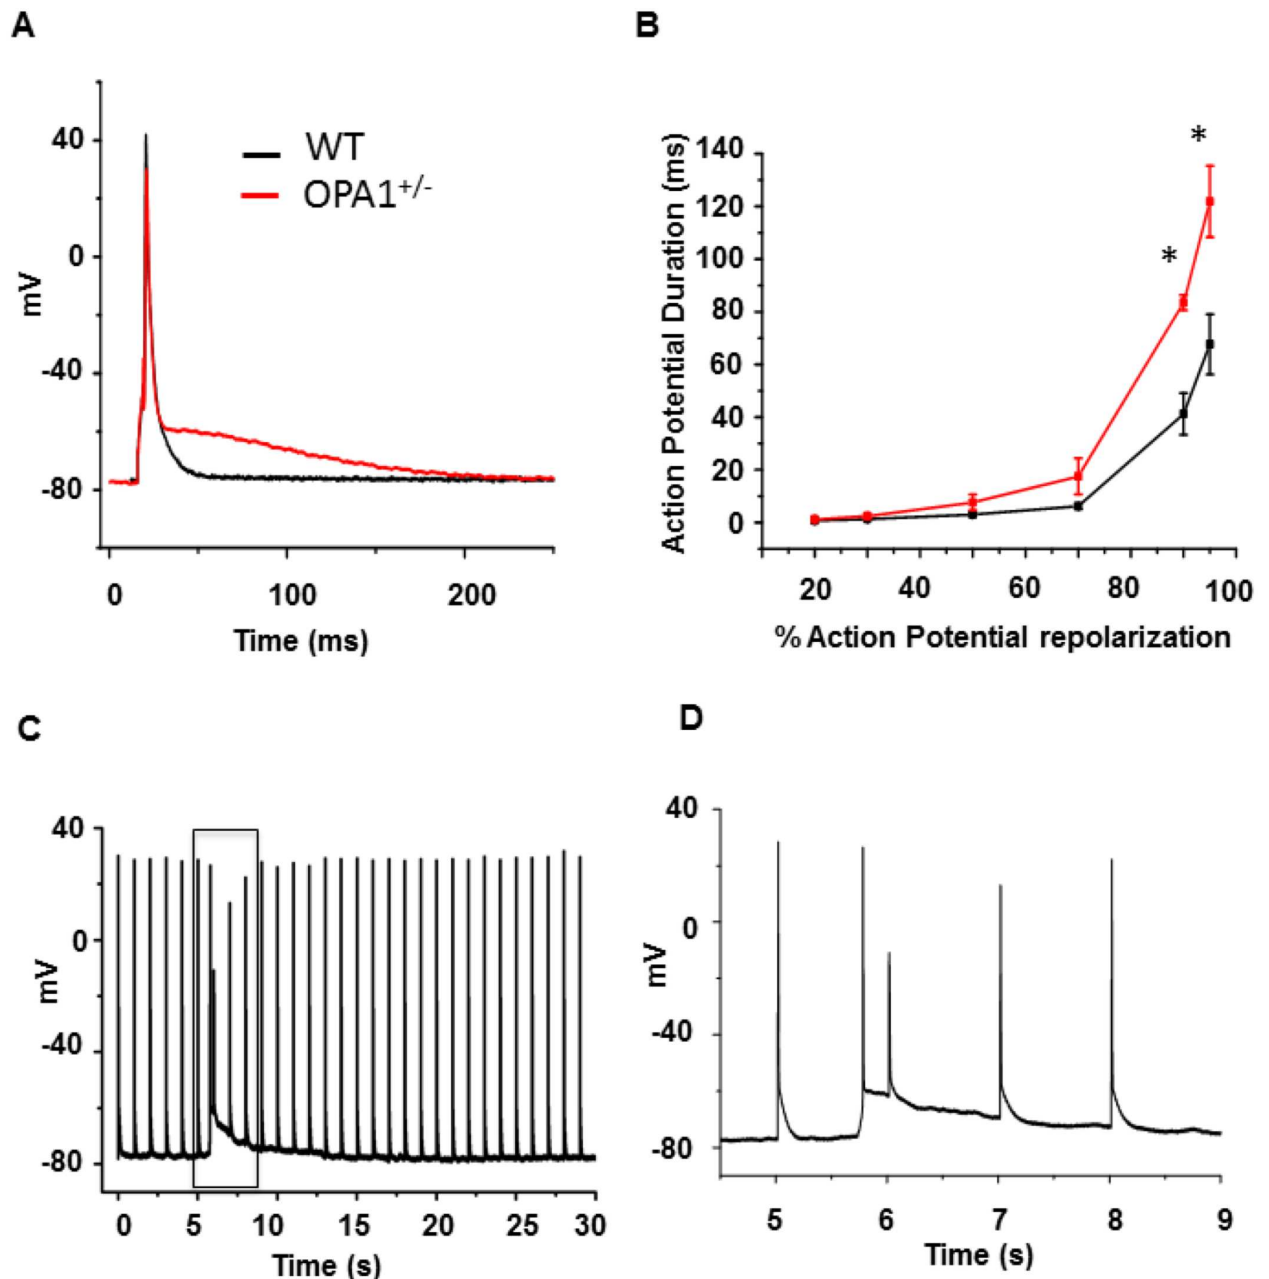 A
mV
40
0
-40
-80
WT
OPA1+/-
0 100 200
Time (ms)
B
Action Potential Duration (ms)
140
120
100
80
60
40
20
0
*
*
20 40 60 80 100
% Action Potential repolarization
C
mV
40
0
-40
-80
0 5 10 15 20 25 30
Time (s)
D
mV
40
0
-40
-80
5 6 7 8 9
Time (s)